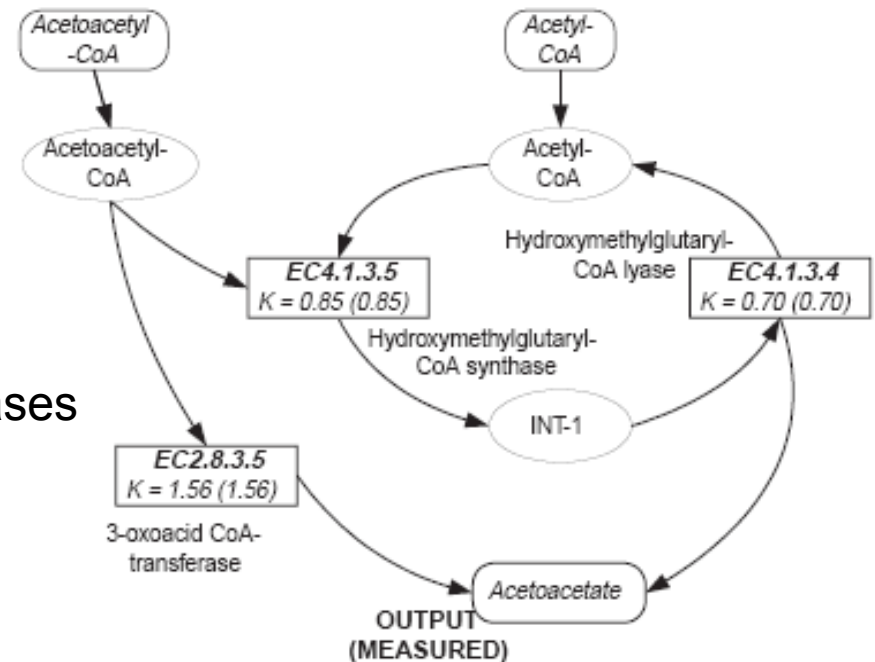 Acetoacetyl
-CoA
Acetyl-
CoA
Acetoacetyl-
CoA
Acetyl-
CoA
Hydroxymethylglutaryl-
CoA lyase
EC4.1.3.5
K = 0.85 (0.85)
EC4.1.3.4
K = 0.70 (0.70)
Hydroxymethylglutaryl-
CoA synthase
ases
INT-1
EC2.8.3.5
K = 1.56 (1.56)
3-oxoacid CoA-
transferase
Acetoacetate
OUTPUT
(MEASURED)